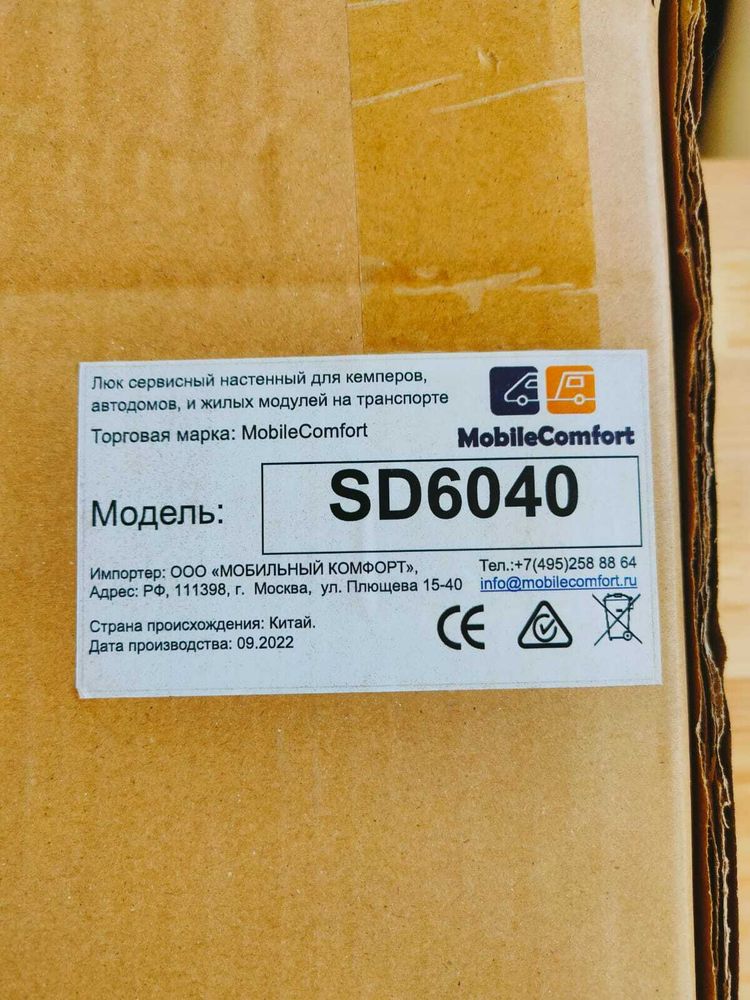 Люк сервисный настенный для кемперов,
автодомов, и жилых модулей на транспорте
Торговая марка: MobileComfort
MobileComfort
Модель:
SD6040
Импортер: ООО «МОБИЛЬНЫЙ КОМФОРТ»,
Адрес: РФ, 111398, г. Москва, ул. Плющева 15-40
Тел.:+7(495)258 88 64
info@mobilecomfort.ru
Страна происхождения: Китай.
Дата производства: 09.2022
CE